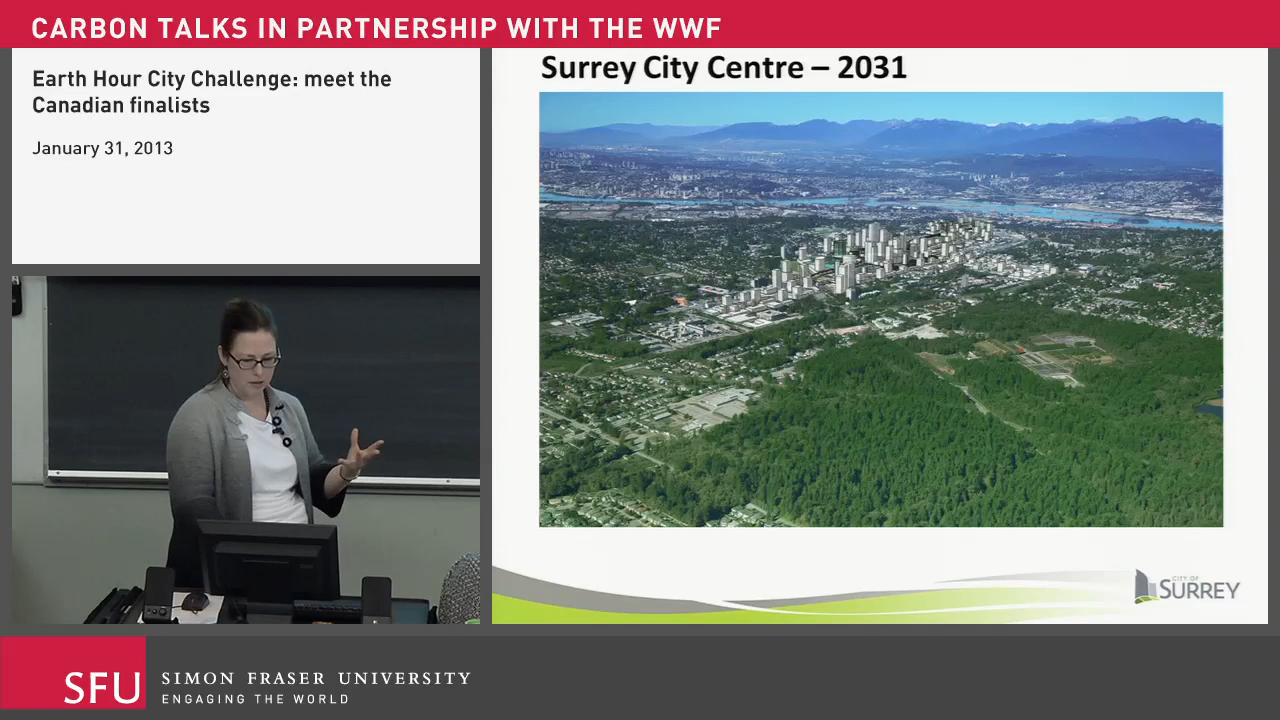 CARBON TALKS IN PARTNERSHIP WITH THE WWF
Earth Hour City Challenge: meet the
Canadian finalists
January 31, 2013
Surrey City Centre – 2031
CITY OF
SURREY
SFU
SIMON FRASER UNIVERSITY
ENGAGING THE WORLD